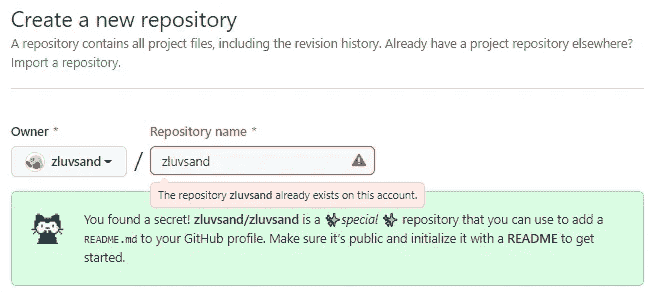 Create a new repository
A repository contains all project files, including the revision history. Already have a project repository elsewhere?
Import a repository.
Owner * Repository name *
zluvsand / zluvsand
The repository zluvsand already exists on this account.
You found a secret! zluvsand/zluvsand is a ✨special ✨ repository that you can use to add a
README.md to your GitHub profile. Make sure it's public and initialize it with a README to get
started.